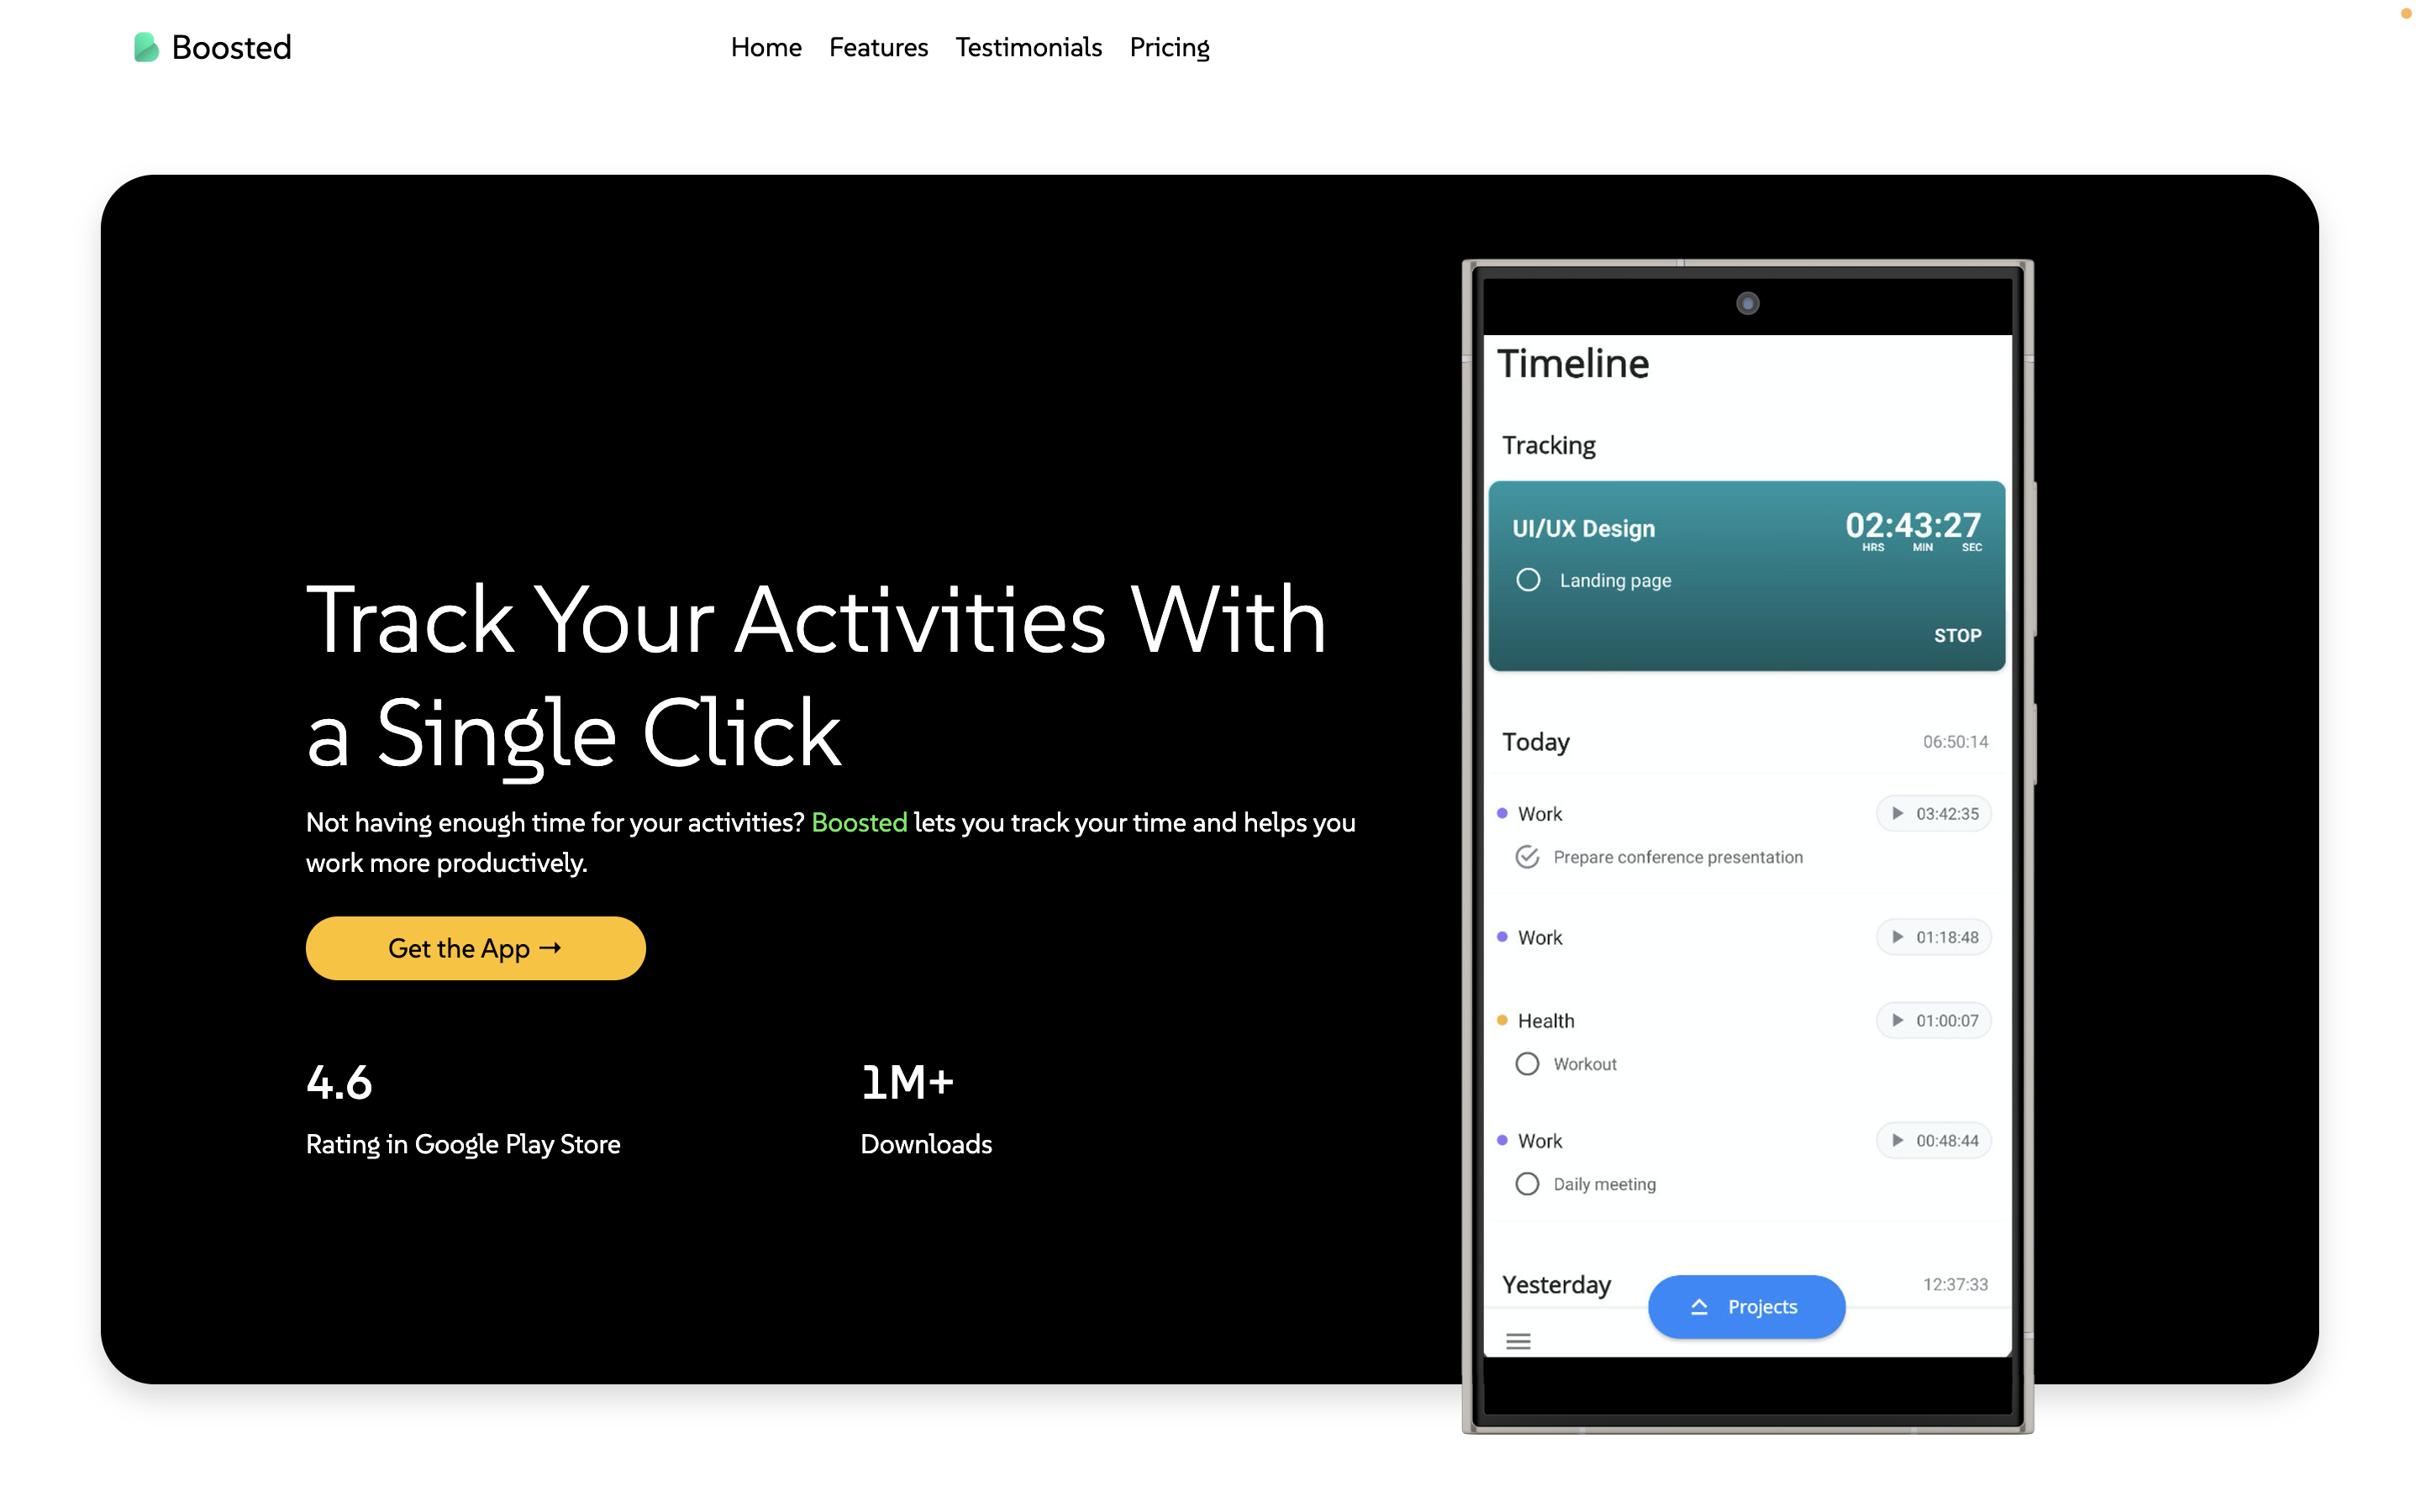 Boosted
Home Features Testimonials Pricing
Track Your Activities With
a Single Click
Not having enough time for your activities? Boosted lets you track your time and helps you
work more productively.
Get the App →
4.6
Rating in Google Play Store
1M+
Downloads
Timeline
Tracking
UI/UX Design 02:43:27
HRS MIN SEC
Landing page
STOP
Today 06:50:14
Work 03:42:35
Prepare conference presentation
Work 01:18:48
Health 01:00:07
Workout
Work 00:48:44
Daily meeting
Yesterday 12:37:33
Projects